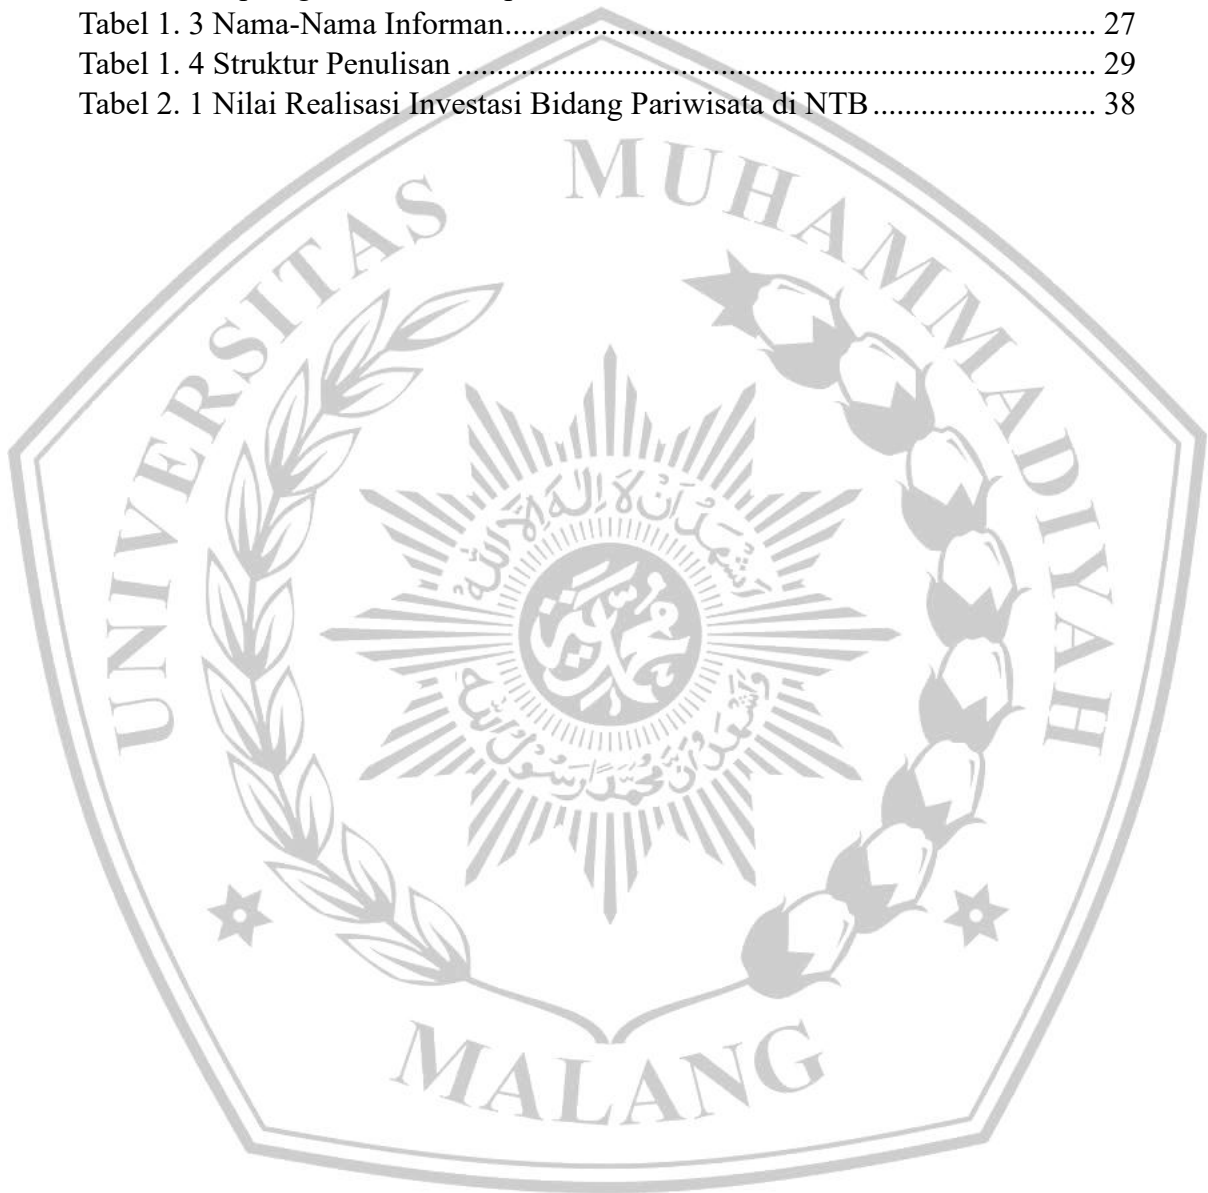 Tabel 1. 3 Nama-Nama Informan.......................................................................... 27
Tabel 1. 4 Struktur Penulisan ................................................................................ 29
Tabel 2. 1 Nilai Realisasi Investasi Bidang Pariwisata di NTB ............................ 38
UNIVERSITAS MUHAMMADIYAH
MALANG